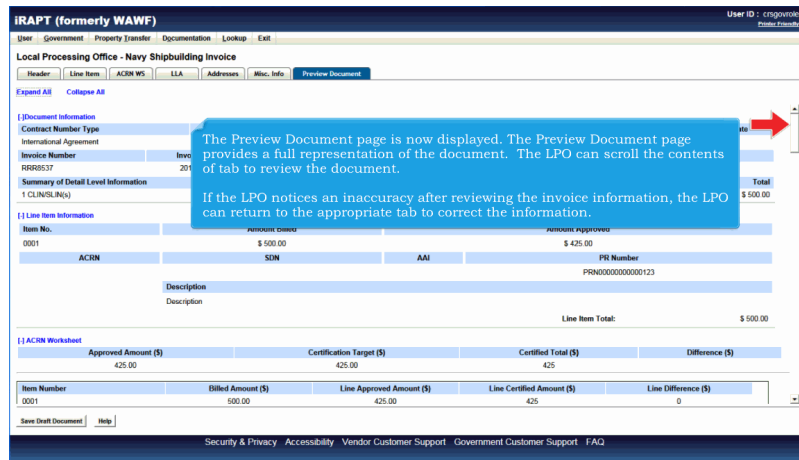 iRAPT (formerly WAWF)
User ID : crsgovrole
Printer Friendly
User Government Property Transfer Documentation Lookup Exit
Local Processing Office - Navy Shipbuilding Invoice
Header Line Item ACRN WS LLA Addresses Misc. Info Preview Document
Expand All Collapse All
[-]Document Information
Contract Number Type
International Agreement
Invoice Number
RRR8537
Summary of Detail Level Information Total
1 CLIN/SLIN(s) $ 500.00
The Preview Document page is now displayed. The Preview Document page
provides a full representation of the document. The LPO can scroll the contents
of tab to review the document.
If the LPO notices an inaccuracy after reviewing the invoice information, the LPO
can return to the appropriate tab to correct the information.
[-] Line Item Information
Item No. Amount Billed Amount Approved
0001 $ 500.00 $ 425.00
ACRN SDN AAI PR Number
PRN00000000000123
Description
Description
Line Item Total: $ 500.00
[-] ACRN Worksheet
Approved Amount ($) Certification Target ($) Certified Total ($) Difference ($)
425.00 425.00 425
Item Number Billed Amount ($) Line Approved Amount ($) Line Certified Amount ($) Line Difference ($)
0001 500.00 425.00 425 0
Save Draft Document Help
Security & Privacy Accessibility Vendor Customer Support Government Customer Support FAQ